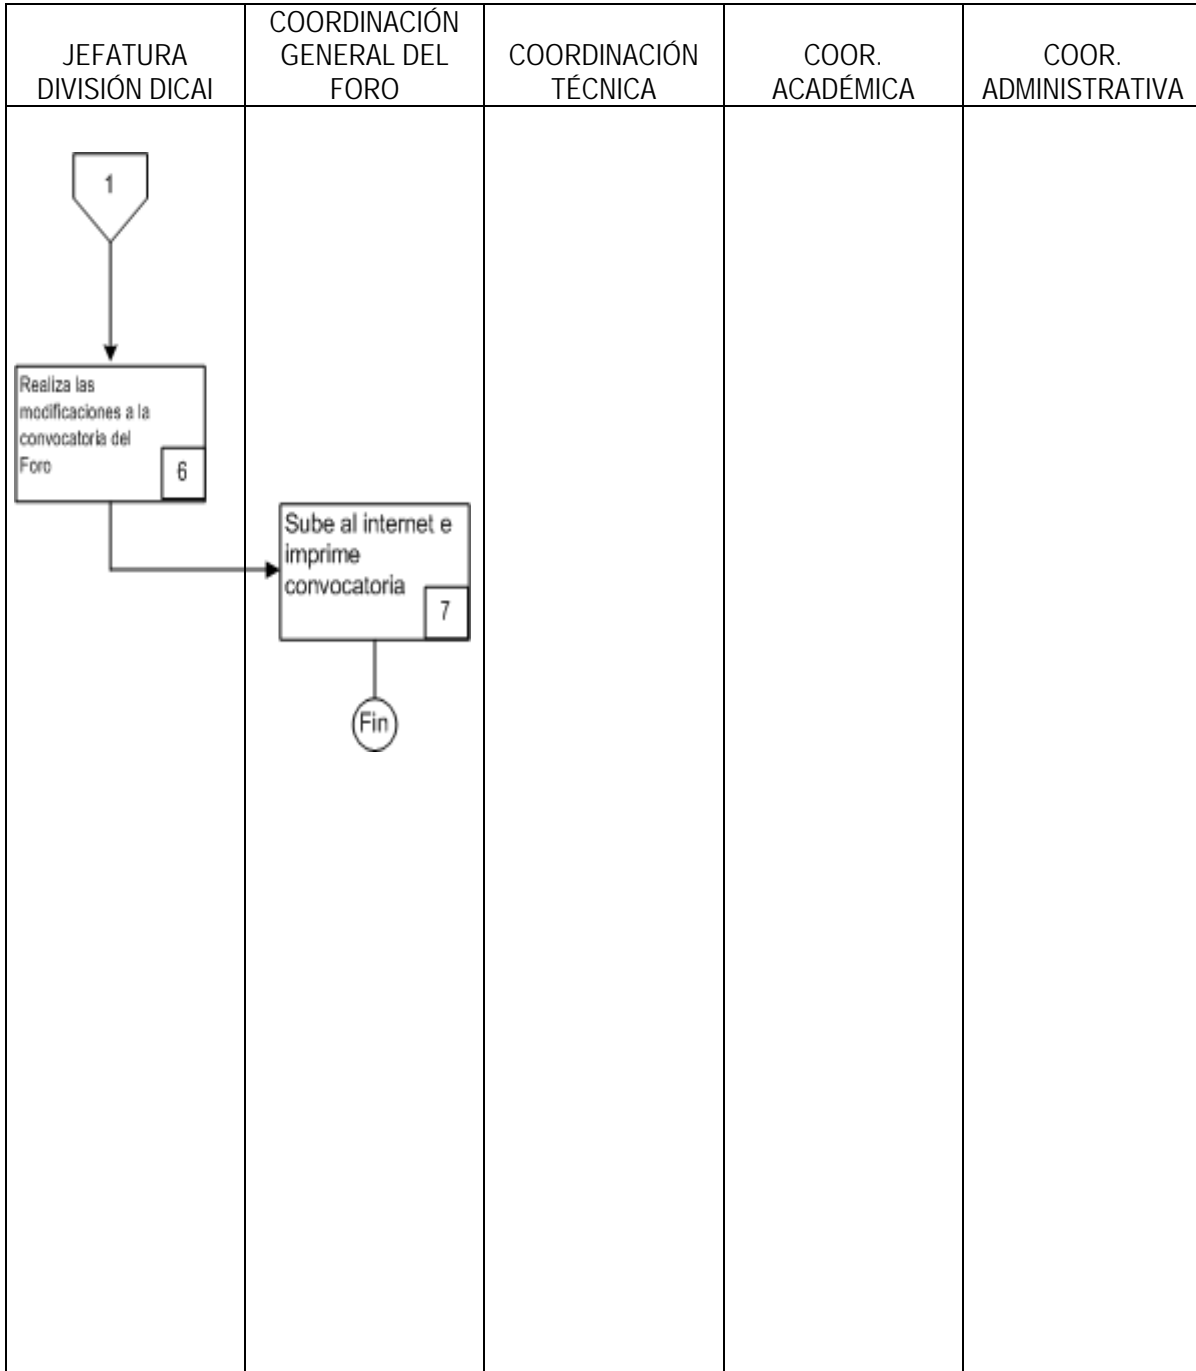 JEFATURA
DIVISIÓN DICAI
COORDINACIÓN
GENERAL DEL
FORO
COORDINACIÓN
TÉCNICA
COOR.
ACADÉMICA
COOR.
ADMINISTRATIVA
1
Realiza las
modificaciones a la
convocatoria del
Foro
6
Sube al internet e
imprime
convocatoria
7
Fin